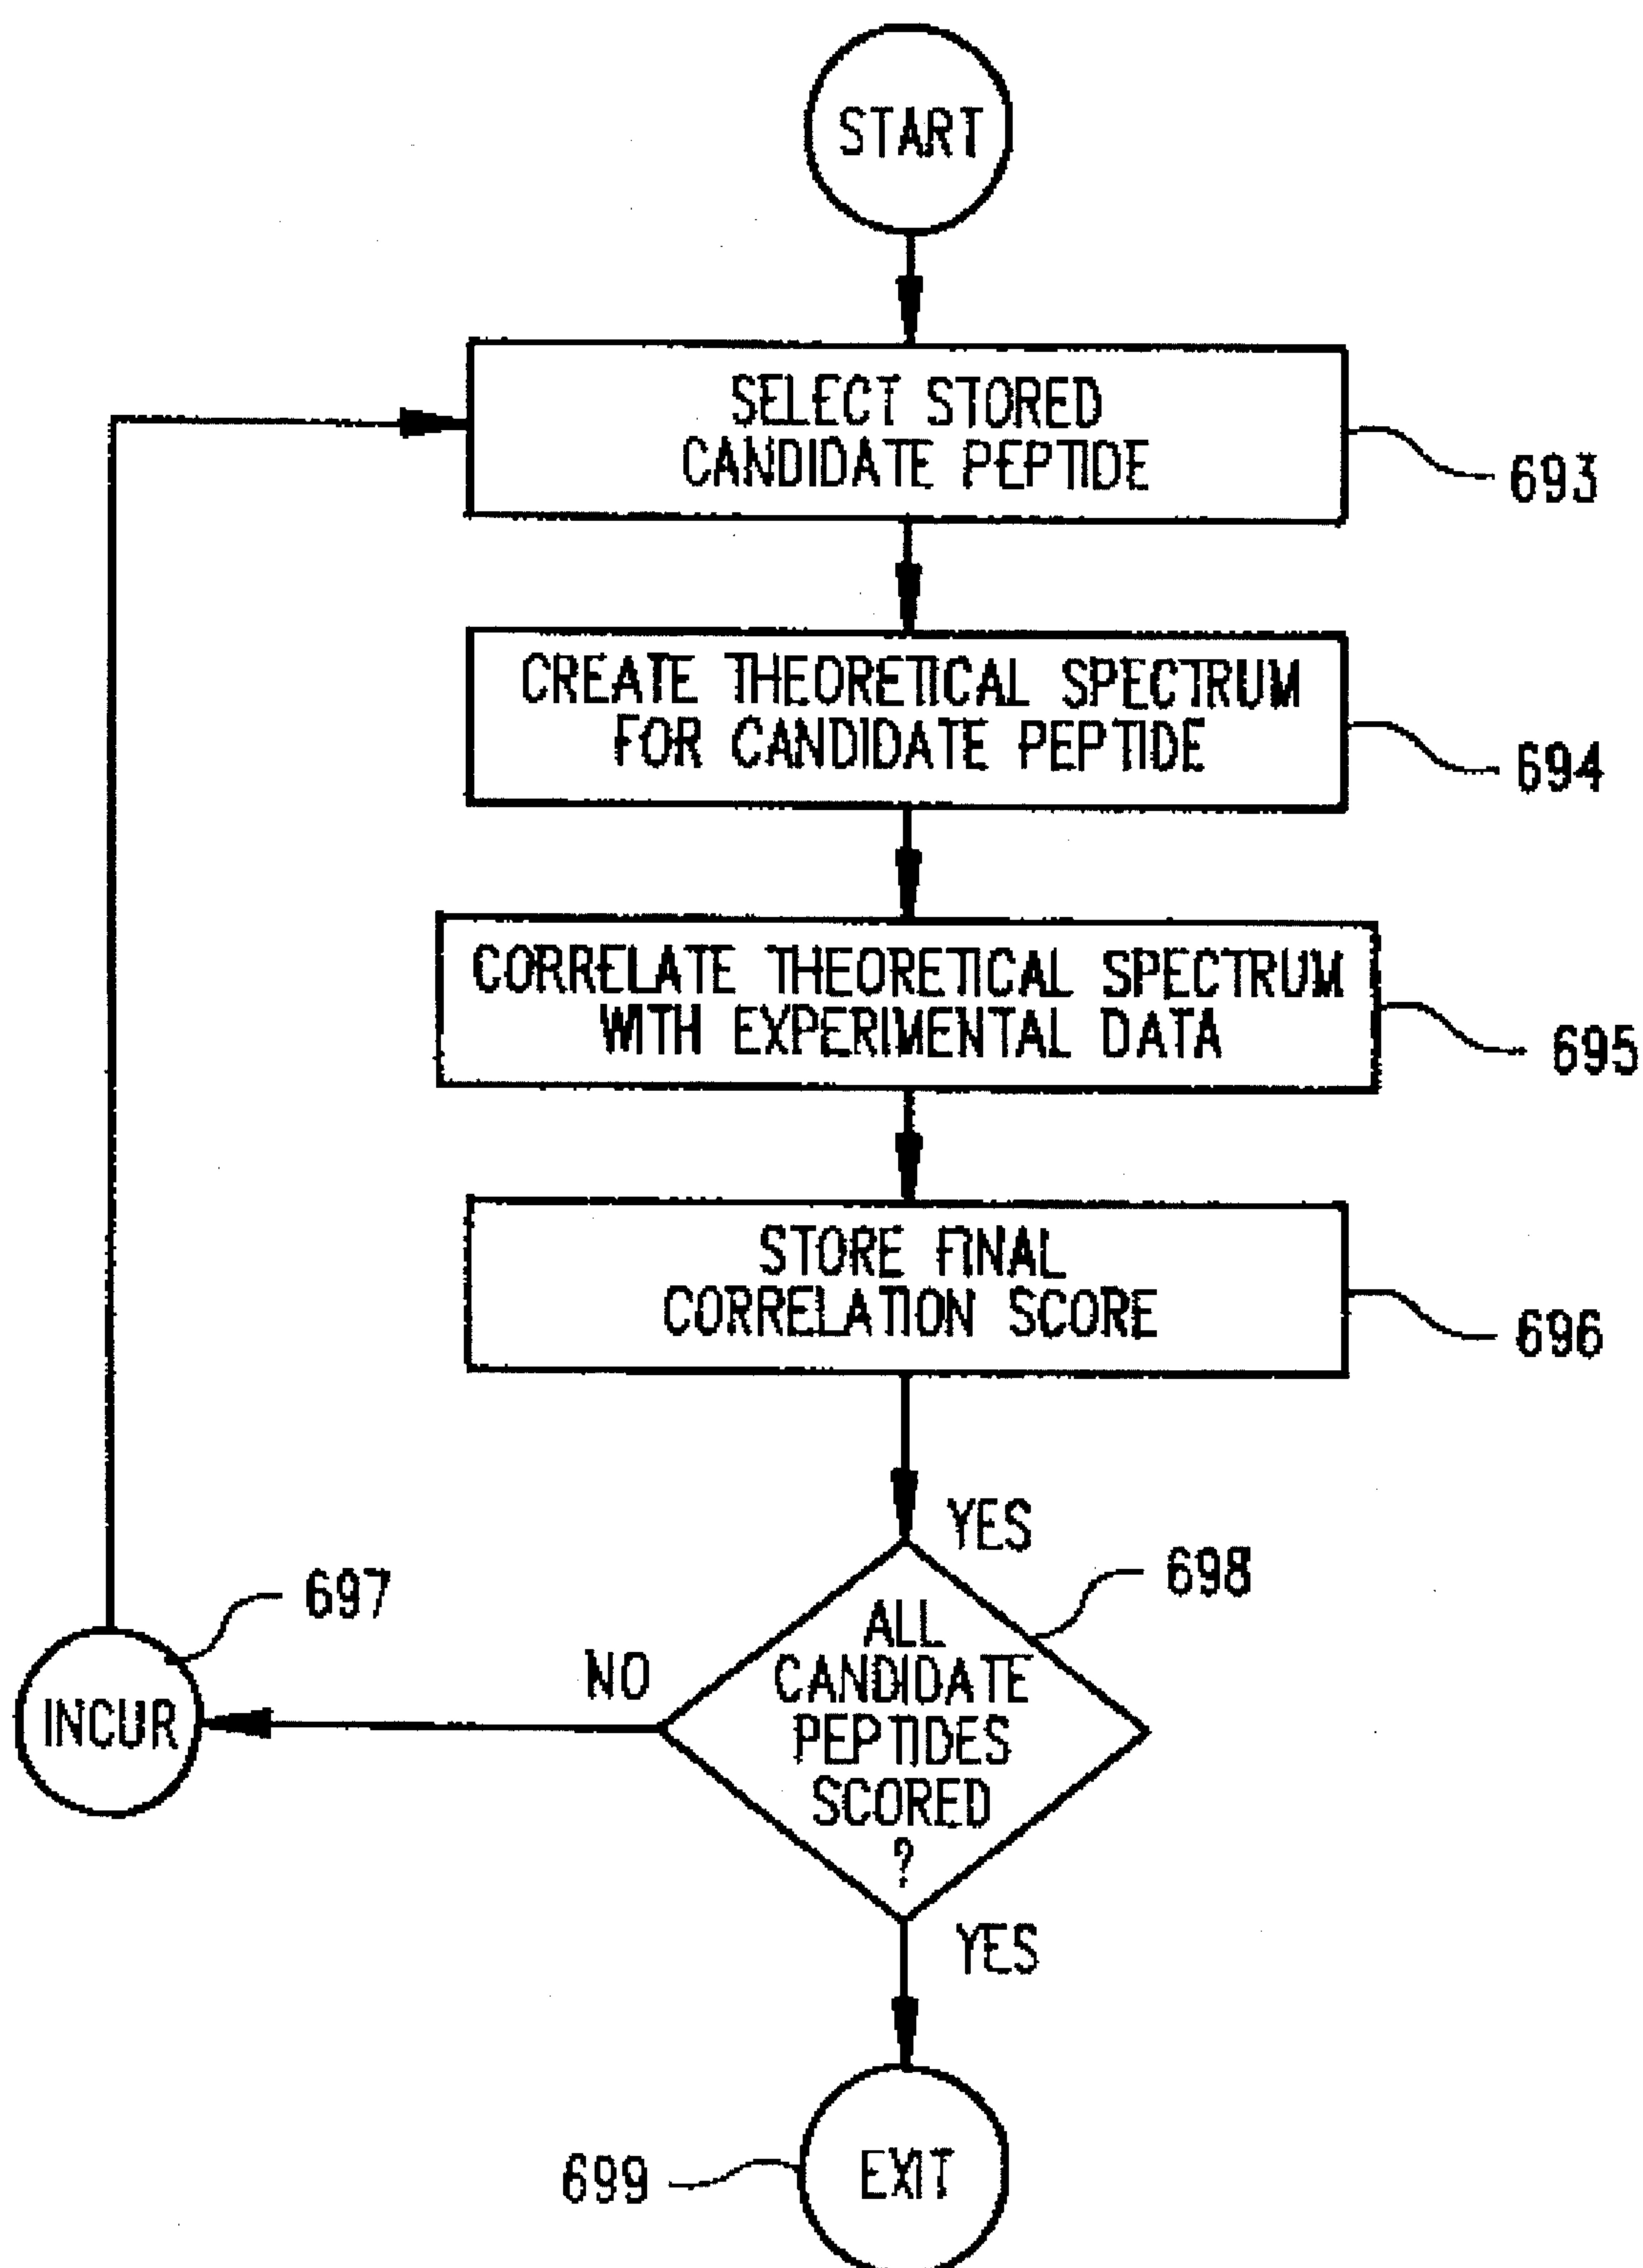 START
SELECT STORED
CANDIDATE PEPTIDE
693
CREATE THEORETICAL SPECTRUM
FOR CANDIDATE PEPTIDE
694
CORRELATE THEORETICAL SPECTRUM
WITH EXPERIMENTAL DATA
695
STORE FINAL
CORRELATION SCORE
696
YES
698
ALL
CANDIDATE
PEPTIDES
SCORED
?
NO
697
INCUR
YES
699
EXIT